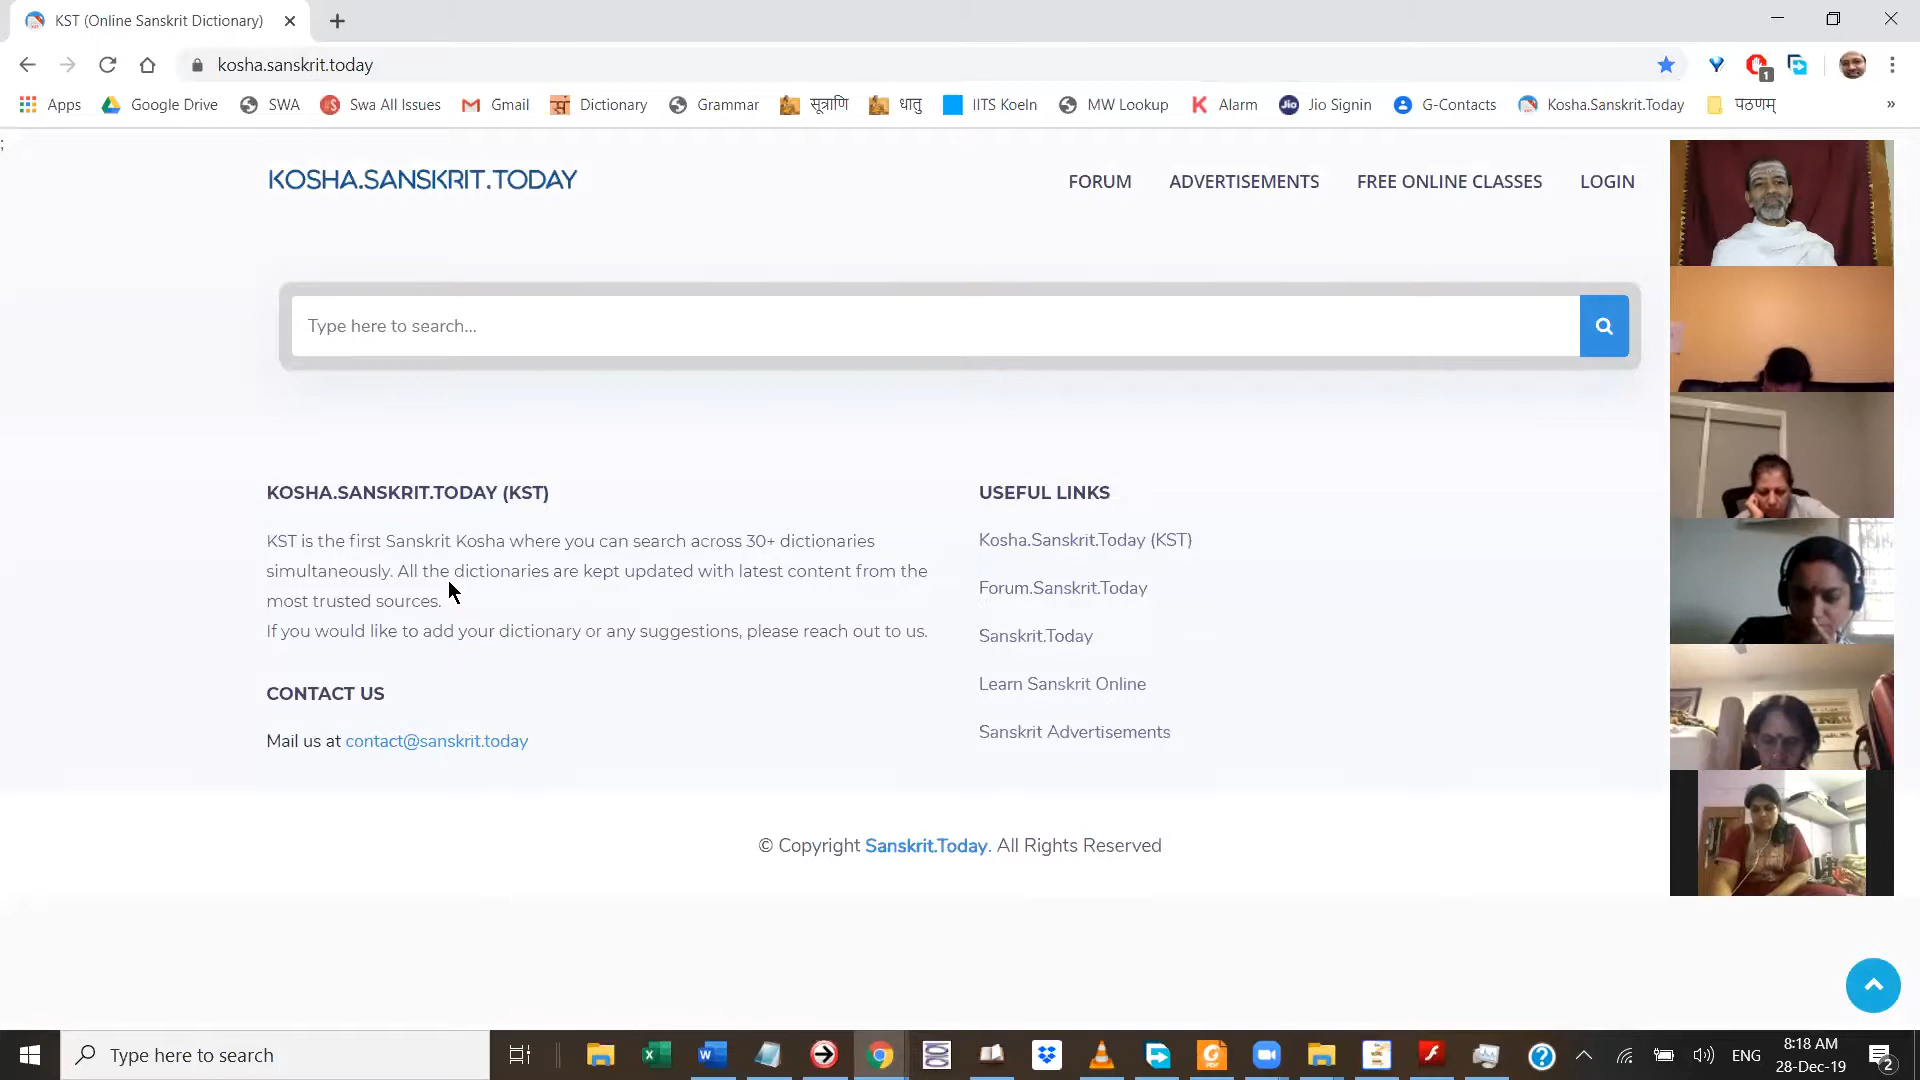 KST (Online Sanskrit Dictionary)
kosha.sanskrit.today
1
Apps Google Drive SWA Swa All Issues Gmail Dictionary Grammar सूत्राणि धातु IITS Koeln MW Lookup Alarm Jio Signin G-Contacts Kosha.Sanskrit.Today पठणम् »
;
KOSHA.SANSKRIT.TODAY
FORUM ADVERTISEMENTS FREE ONLINE CLASSES LOGIN
Type here to search...
KOSHA.SANSKRIT.TODAY (KST)
KST is the first Sanskrit Kosha where you can search across 30+ dictionaries
simultaneously. All the dictionaries are kept updated with latest content from the
most trusted sources.
If you would like to add your dictionary or any suggestions, please reach out to us.
CONTACT US
Mail us at contact@sanskrit.today
USEFUL LINKS
Kosha.Sanskrit.Today (KST)
Forum.Sanskrit.Today
Sanskrit.Today
Learn Sanskrit Online
Sanskrit Advertisements
© Copyright Sanskrit.Today. All Rights Reserved
Type here to search
ENG
8:18 AM
28-Dec-19
2